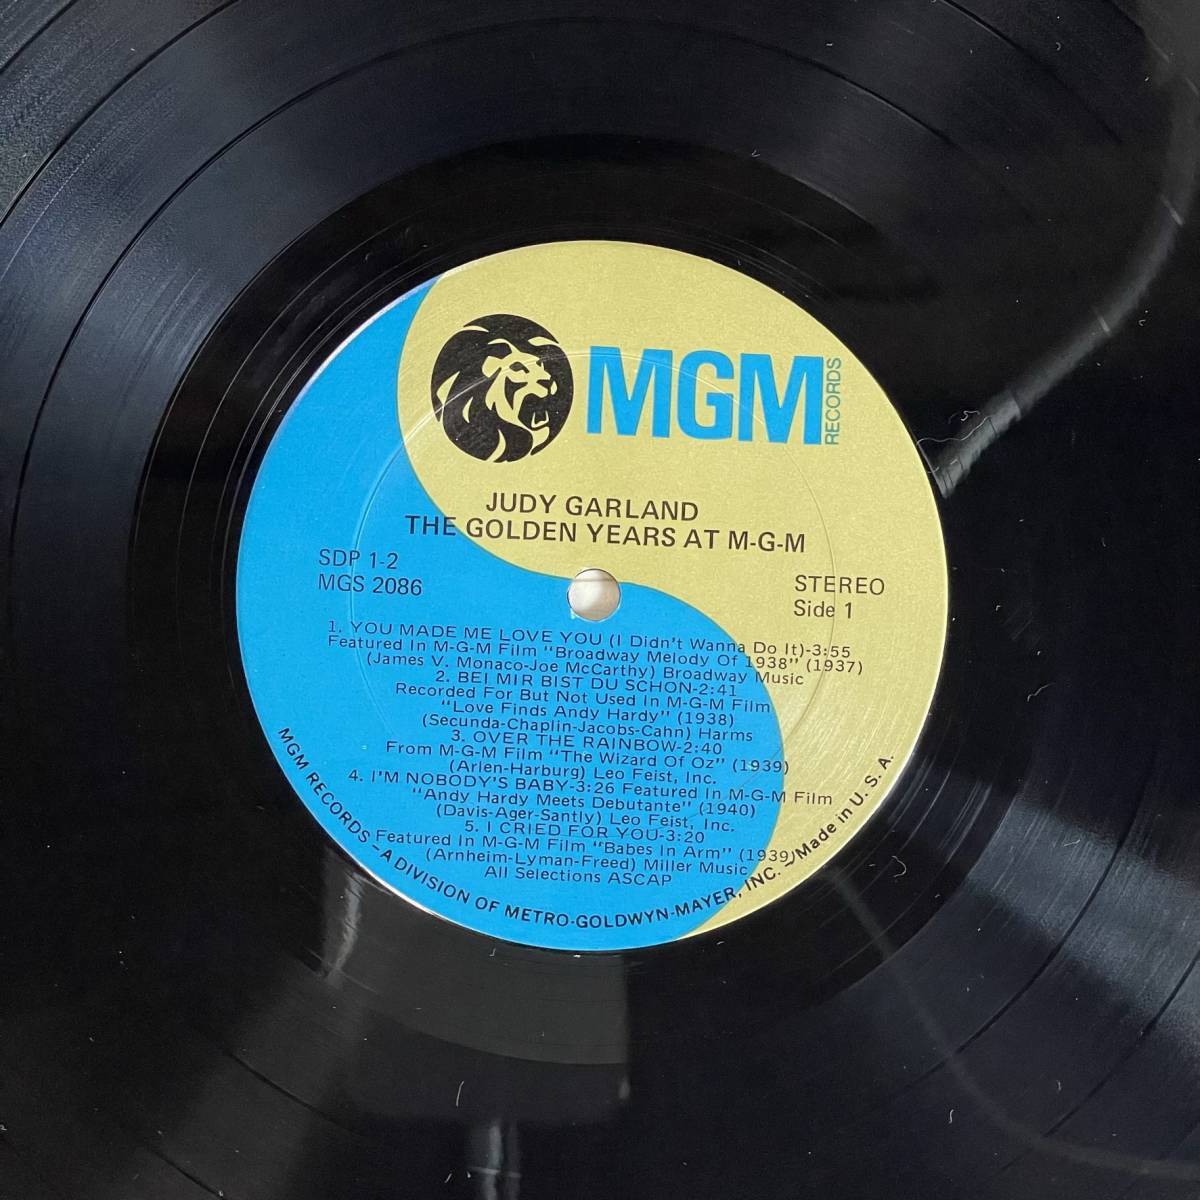 MGM RECORDS
JUDY GARLAND
THE GOLDEN YEARS AT M-G-M
SDP 1-2
MGS 2086
STEREO
Side 1
1. YOU MADE ME LOVE YOU (I Didn't Wanna Do It)-3:55
Featured In M-G-M Film "Broadway Melody Of 1938" (1937)
(James V. Monaco-Joe McCarthy) Broadway Music
2. BEI MIR BIST DU SCHON-2:41
Recorded For But Not Used In M-G-M Film
"Love Finds Andy Hardy" (1938)
(Secunda-Chaplin-Jacobs-Cahn) Harms
3. OVER THE RAINBOW-2:40
From M-G-M Film "The Wizard Of Oz" (1939)
(Arlen-Harburg) Leo Feist, Inc.
4. I'M NOBODY'S BABY-3:26 Featured In M-G-M Film
"Andy Hardy Meets Debutante" (1940)
(Davis-Ager-Santly) Leo Feist, Inc.
5. I CRIED FOR YOU-3:20
Featured In M-G-M Film "Babes In Arm" (1939)
(Arnheim-Lyman-Freed) Miller Music
All Selections ASCAP
MGM RECORDS – A DIVISION OF METRO-GOLDWYN-MAYER, INC. – Made in U. S. A.